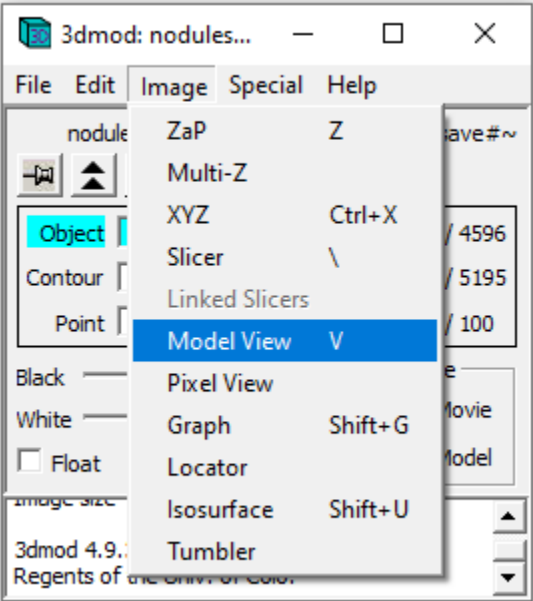 3dmod: nodules...
File Edit Image Special Help
nodule
save#~
ZaP Z
Multi-Z
XYZ Ctrl+X
Slicer \
Linked Slicers
Model View V
Pixel View
Graph Shift+G
Locator
Isosurface Shift+U
Tumbler
Object / 4596
Contour / 5195
Point / 100
Black
White
Movie
Float
Model
Image size
3dmod 4.9.
Regents of the Univ. of Colo.